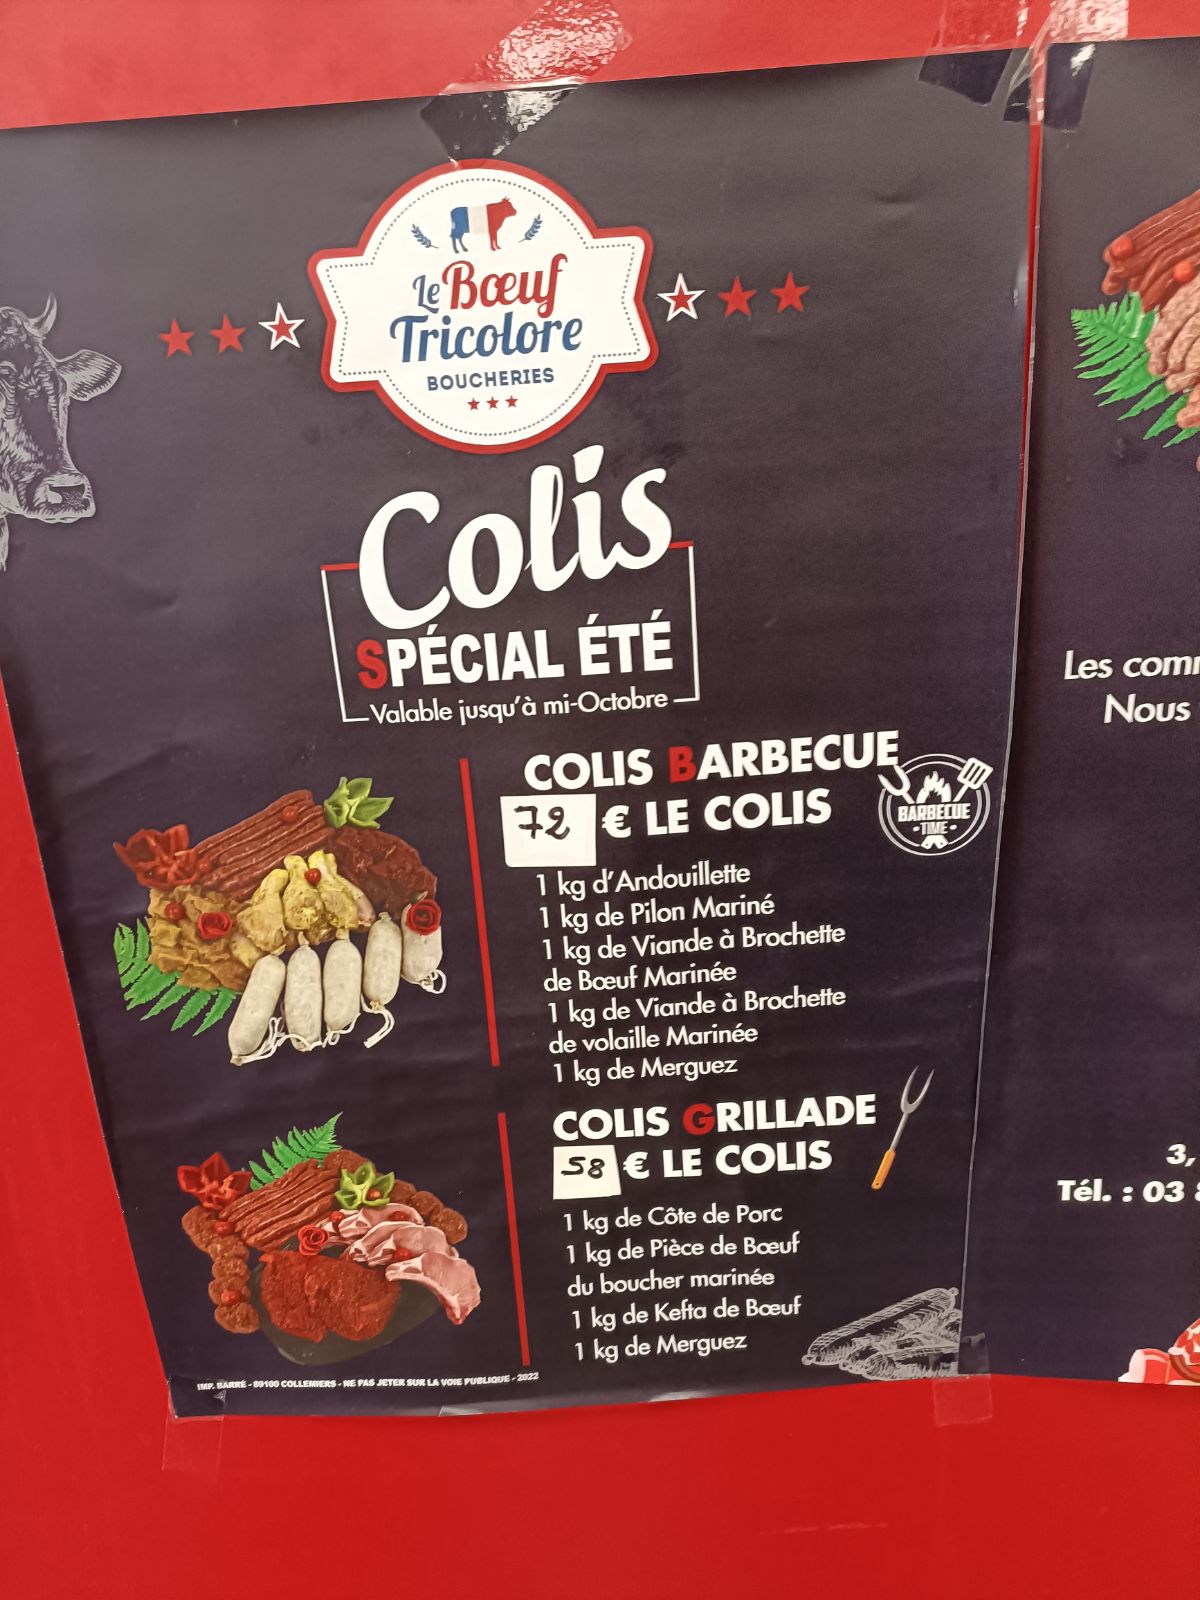 Le Bœuf
Tricolore
BOUCHERIES
Colis
SPÉCIAL ÉTÉ
Valable jusqu'à mi-Octobre
COLIS BARBECUE
72 € LE COLIS
BARBECUE
-TIME-
1 kg d'Andouillette
1 kg de Pilon Mariné
1 kg de Viande à Brochette
de Bœuf Marinée
1 kg de Viande à Brochette
de volaille Marinée
1 kg de Merguez
COLIS GRILLADE
58 € LE COLIS
1 kg de Côte de Porc
1 kg de Pièce de Bœuf
du boucher marinée
1 kg de Kefta de Bœuf
1 kg de Merguez
IMP. BARRÉ - 89100 COLLEMIERS - NE PAS JETER SUR LA VOIE PUBLIQUE - 2022
Les
Nous
3,
Tél. : 03